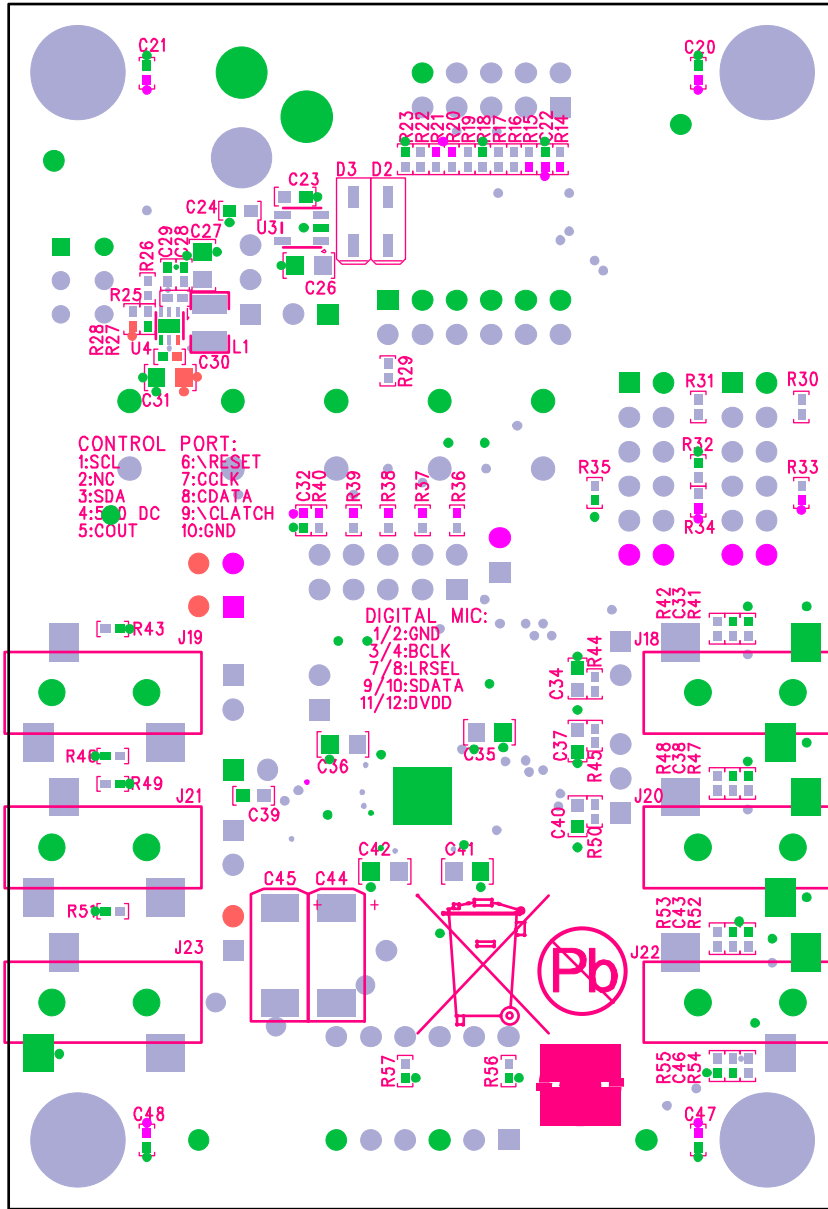 C21
C20
R23
R22
R21
R20
R19
R18
R17
R16
R15
C22
R14
C23
D3
D2
C24
U3
C27
C29
C28
R26
C26
R25
R28
R27
U4
L1
C30
C31
R29
R31
R30
CONTROL PORT:
1:SCL 6:\RESET
2:NC 7:CCLK
3:SDA 8:CDATA
9:\CLATCH
5:COUT 10:GND
C32
R40
R39
R38
R37
R36
R35
R32
R33
R34
DIGITAL MIC:
1/2:GND
3/4:BCLK
7/8:LRSEL
9/10:SDATA
11/12:DVDD
R43
J19
R42
C33
R41
J18
R44
C34
C36
C35
C37
R45
R49
J21
C39
R48
C38
R47
J20
C40
R50
C42
C41
R51
C45
C44
+ +
J23
Pb
R53
C43
R52
J22
R57
R56
R55
C46
R54
C48
C47